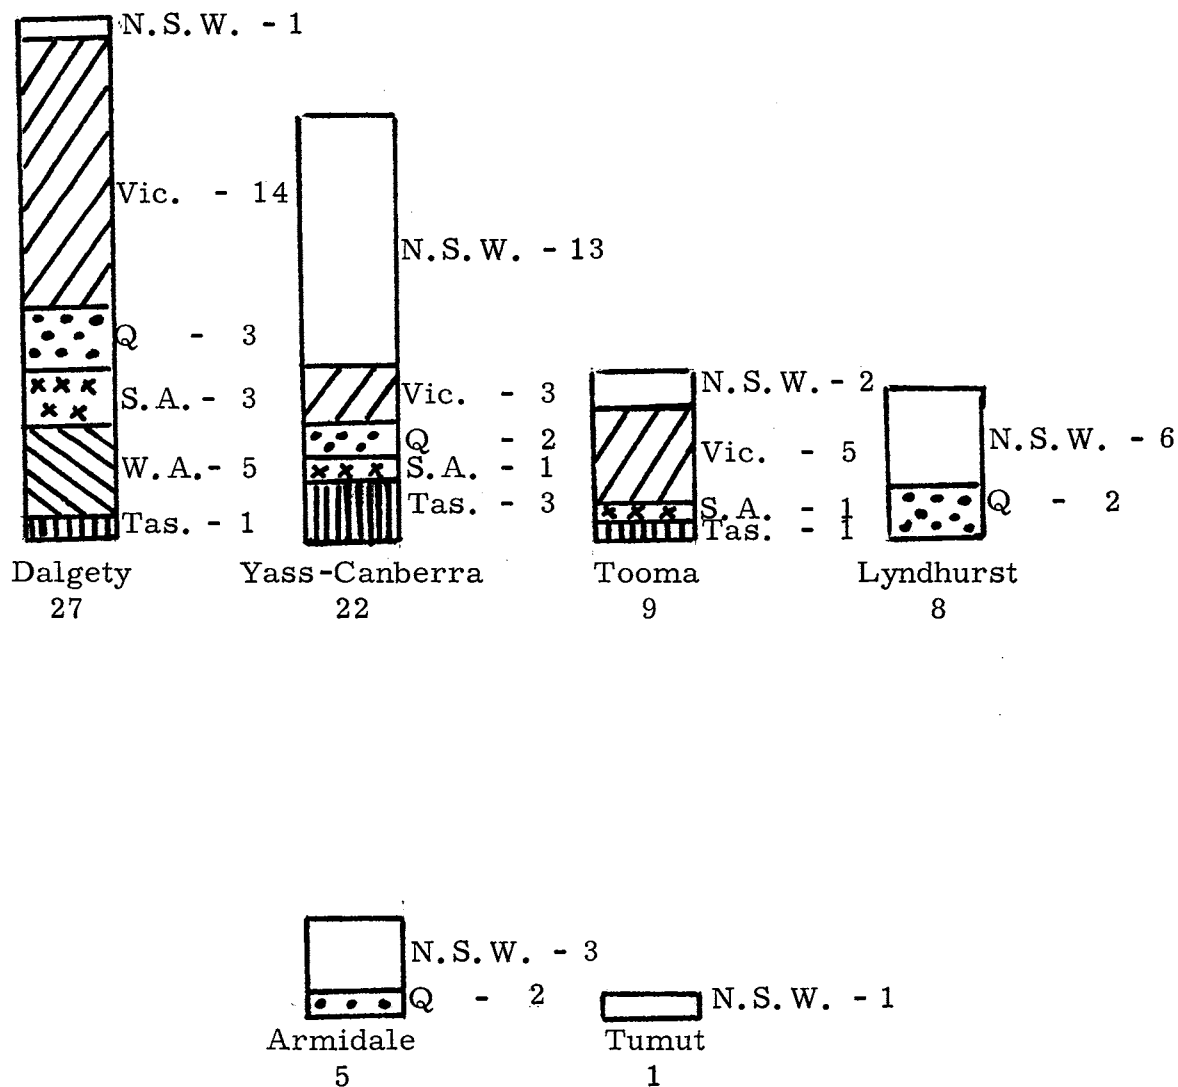 N.S.W. - 1
Vic. - 14
Q - 3
S.A. - 3
W.A. - 5
Tas. - 1
Dalgety
27
N.S.W. - 13
Vic. - 3
Q - 2
S.A. - 1
Tas. - 3
Yass-Canberra
22
N.S.W. - 2
Vic. - 5
S.A. - 1
Tas. - 1
Tooma
9
N.S.W. - 6
Q - 2
Lyndhurst
8
N.S.W. - 3
Q - 2
Armidale
5
N.S.W. - 1
Tumut
1